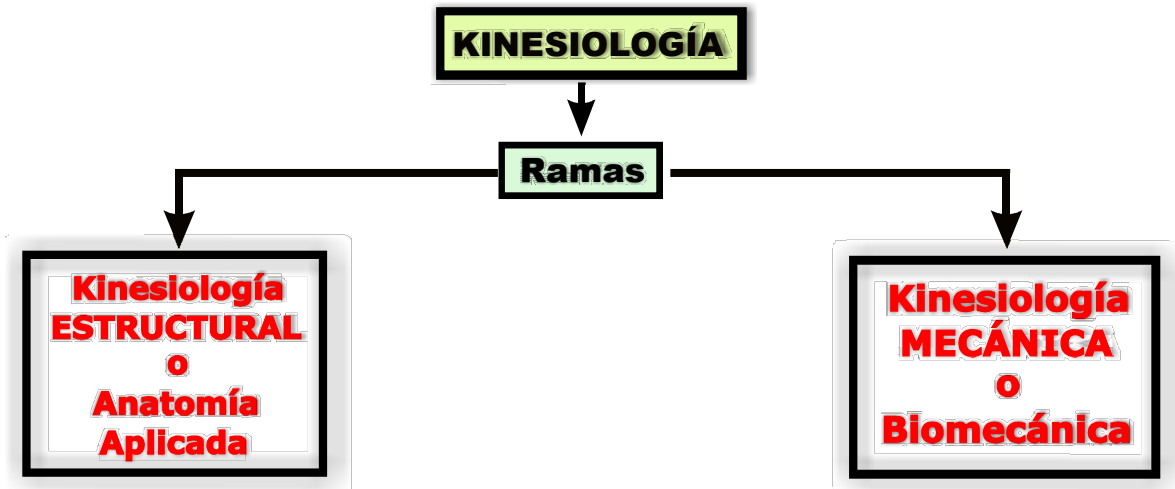 KINESIOLOGÍA
Ramas
Kinesiología
ESTRUCTURAL
o
Anatomía
Aplicada
Kinesiología
MECÁNICA
o
Biomecánica